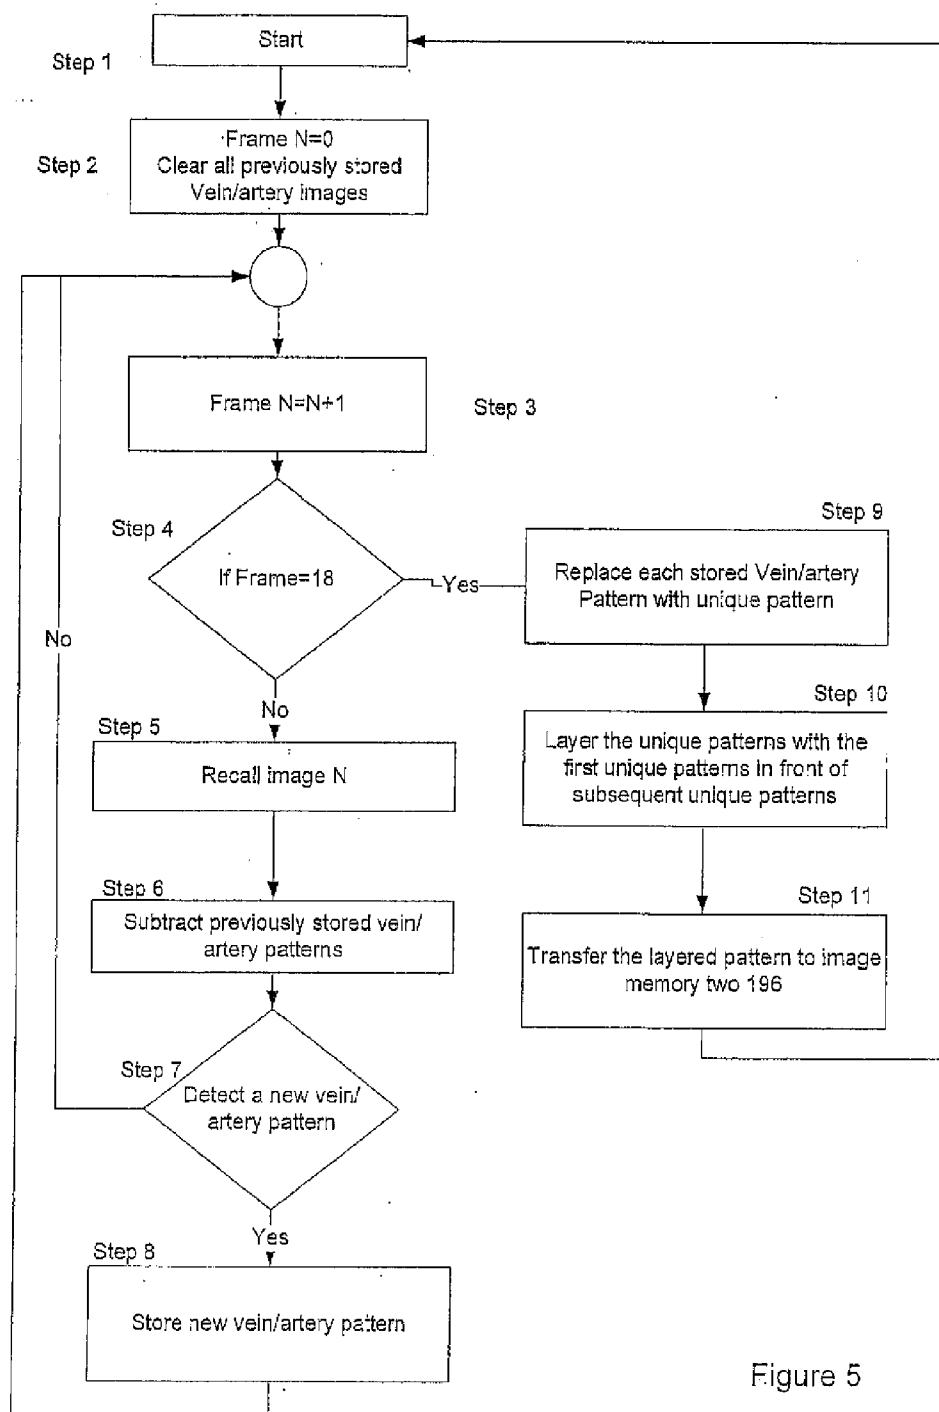 Start
Step 1
Frame N=0
Clear all previously stored
Vein/artery images
Step 2
Frame N=N+1
Step 3
Step 4
If Frame=18
Yes
No
No
Step 9
Replace each stored Vein/artery
Pattern with unique pattern
Step 10
Layer the unique patterns with the
first unique patterns in front of
subsequent unique patterns
Step 11
Transfer the layered pattern to image
memory two 196
Step 5
Recall image N
Step 6
Subtract previously stored vein/
artery patterns
Step 7
Detect a new vein/
artery pattern
Yes
Step 8
Store new vein/artery pattern
Figure 5